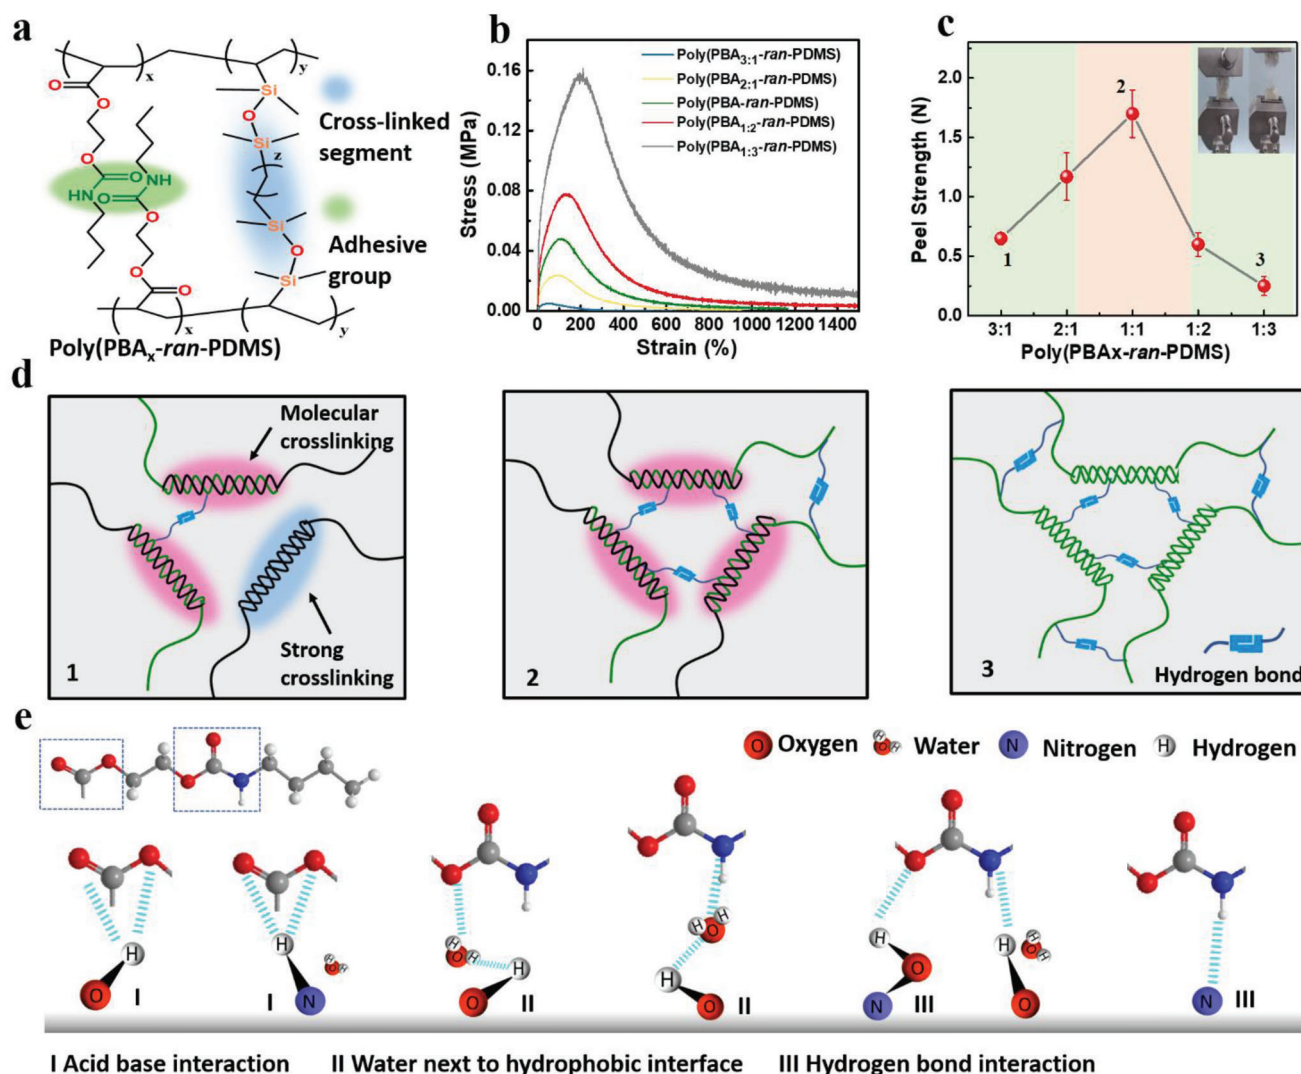 a
x
y
O
O
O
O
HN
O
O
NH
O
O
O
O
Si
O
Si
z
Si
O
Si
x
y
Cross-linked
segment
Adhesive
group
Poly(PBAx-ran-PDMS)
b
Stress (MPa)
0.16
0.12
0.08
0.04
0.00
0 200 400 600 800 1000 1200 1400
Strain (%)
Poly(PBA3:1-ran-PDMS)
Poly(PBA2:1-ran-PDMS)
Poly(PBA-ran-PDMS)
Poly(PBA1:2-ran-PDMS)
Poly(PBA1:3-ran-PDMS)
c
Peel Strength (N)
2.0
1.5
1.0
0.5
0.0
1
2
3
3:1 2:1 1:1 1:2 1:3
Poly(PBAx-ran-PDMS)
d
Molecular
crosslinking
Strong
crosslinking
1
2
3
Hydrogen bond
e
O Oxygen H O H Water N Nitrogen H Hydrogen
H
O
I
H
N
H H
I
H O H
H
O
II
H O H
H
O
II
H
O
N
III
H
H O H
O
N
III
I Acid base interaction II Water next to hydrophobic interface III Hydrogen bond interaction